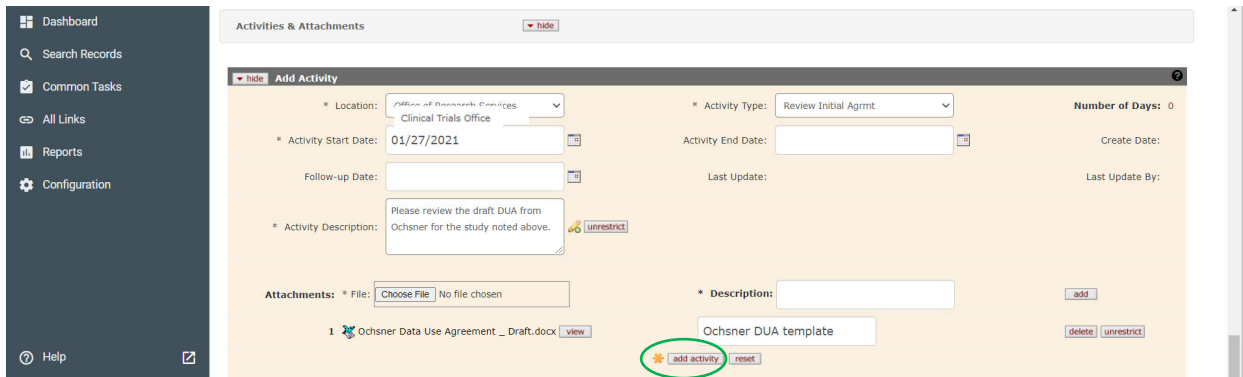 Dashboard
Search Records
Common Tasks
All Links
Reports
Configuration
Help
Activities & Attachments hide
hide Add Activity
* Location: Office of Research Services * Activity Type: Review Initial Agrmt Number of Days: 0
Clinical Trials Office
* Activity Start Date: 01/27/2021 Activity End Date: Create Date:
Follow-up Date: Last Update: Last Update By:
* Activity Description: Please review the draft DUA from
Ochsner for the study noted above. unrestrict
Attachments: * File: Choose File No file chosen * Description: add
1 Ochsner Data Use Agreement _ Draft.docx view Ochsner DUA template delete unrestrict
add activity reset